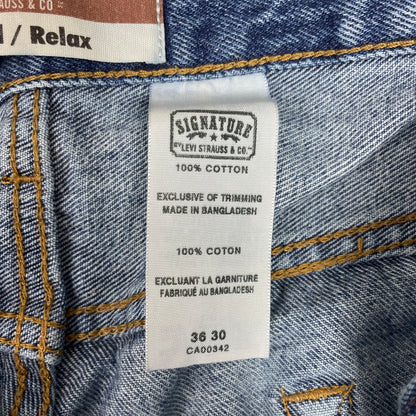 RAUSS & CO
l / Relax
SIGNATURE
BY LEVI STRAUSS & CO.
100% COTTON
EXCLUSIVE OF TRIMMING
MADE IN BANGLADESH
100% COTON
EXCLUANT LA GARNITURE
FABRIQUÉ AU BANGLADESH
36 30
CA00342